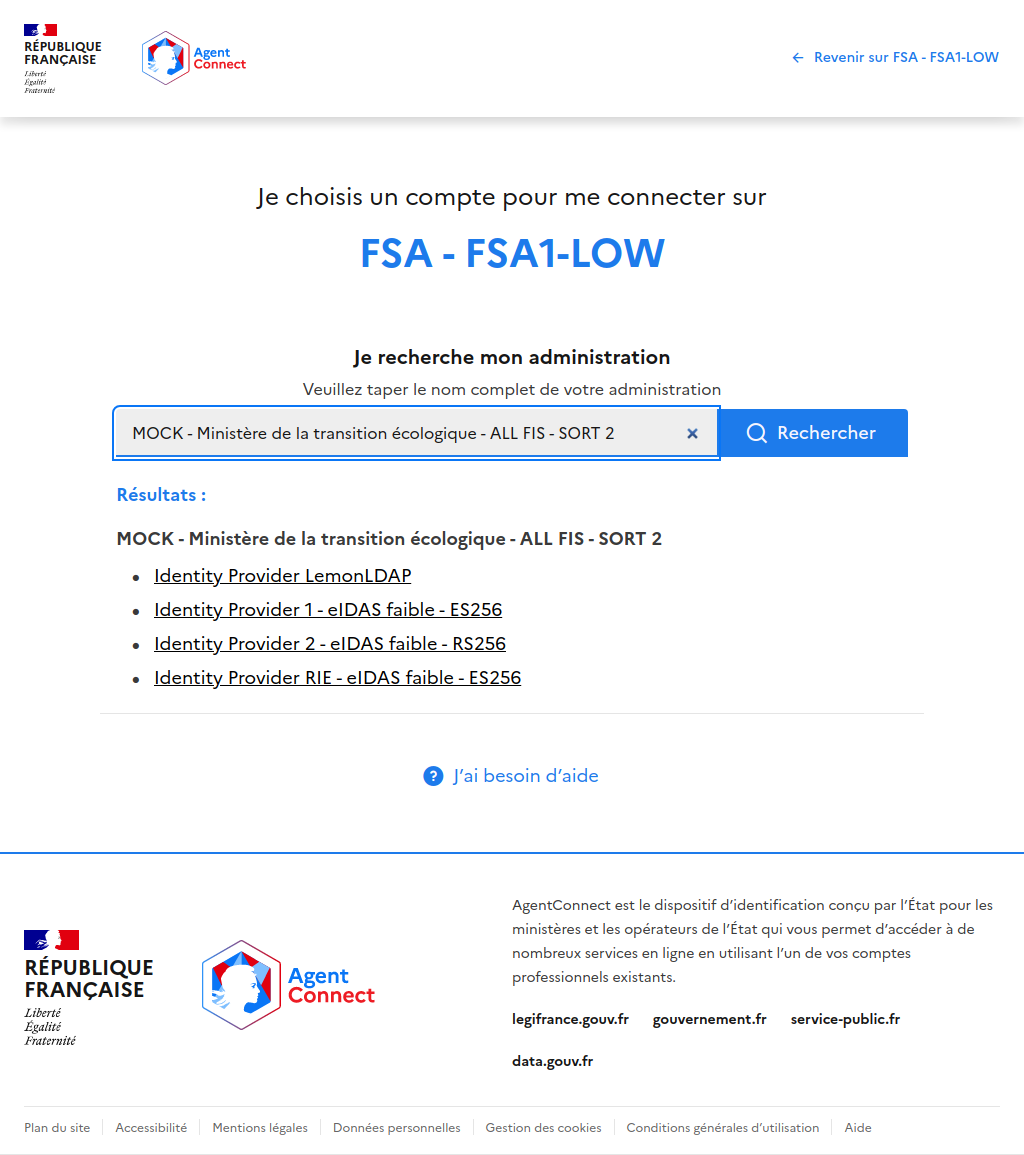 RÉPUBLIQUE
FRANÇAISE
Liberté
Égalité
Fraternité
Agent
Connect
← Revenir sur FSA - FSA1-LOW
Je choisis un compte pour me connecter sur
FSA - FSA1-LOW
Je recherche mon administration
Veuillez taper le nom complet de votre administration
MOCK - Ministère de la transition écologique - ALL FIS - SORT 2
Rechercher
Résultats :
MOCK - Ministère de la transition écologique - ALL FIS - SORT 2
• Identity Provider LemonLDAP
• Identity Provider 1 - eIDAS faible - ES256
• Identity Provider 2 - eIDAS faible - RS256
• Identity Provider RIE - eIDAS faible - ES256
? J’ai besoin d’aide
RÉPUBLIQUE
FRANÇAISE
Liberté
Égalité
Fraternité
Agent
Connect
AgentConnect est le dispositif d’identification conçu par l’État pour les
ministères et les opérateurs de l’État qui vous permet d’accéder à de
nombreux services en ligne en utilisant l’un de vos comptes
professionnels existants.
legifrance.gouv.fr gouvernement.fr service-public.fr
data.gouv.fr
Plan du site Accessibilité Mentions légales Données personnelles Gestion des cookies Conditions générales d’utilisation Aide